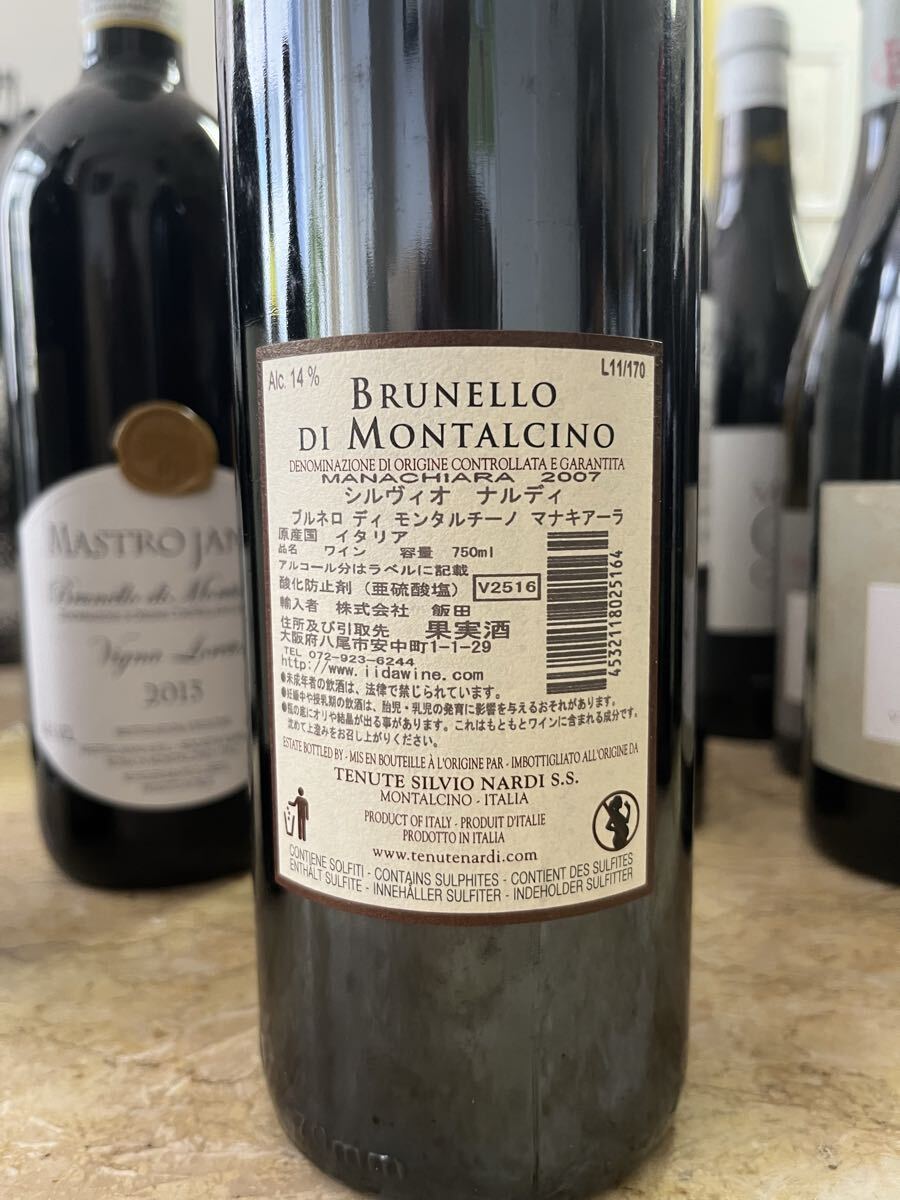 Alc. 14 %
L11/170
BRUNELLO
DI MONTALCINO
DENOMINAZIONE DI ORIGINE CONTROLLATA E GARANTITA
MANACHIARA 2007
シルヴィオ ナルディ
ブルネロ ディ モンタルチーノ マナキアーラ
原産国 イタリア
品名 ワイン 容量 750ml
アルコール分はラベルに記載
酸化防止剤（亜硫酸塩） V2516
輸入者 株式会社 飯田
住所及び引取先 果実酒
大阪府八尾市安中町1-1-29
TEL 072-923-6244
http://www.iidawine.com
●未成年者の飲酒は、法律で禁じられています。
●妊娠中や授乳期の飲酒は、胎児・乳児の発育に影響を与えるおそれがあります。
●瓶の底にオリや結晶が出る事があります。これはもともとワインに含まれる成分です。
沈めて上澄みをお召し上がりください。
4532118025164
ESTATE BOTTLED BY - MIS EN BOUTEILLE À L'ORIGINE PAR - IMBOTTIGLIATO ALL'ORIGINE DA
TENUTE SILVIO NARDI S.S.
MONTALCINO - ITALIA
PRODUCT OF ITALY - PRODUIT D'ITALIE
PRODOTTO IN ITALIA
www.tenutenardi.com
CONTIENE SOLFITI - CONTAINS SULPHITES - CONTIENT DES SULFITES
ENTHÄLT SULFITE - INNEHÅLLER SULFITER - INDEHOLDER SULFITTER
MASTROJAN
Brunello di Mont
Vigna Lore
2015